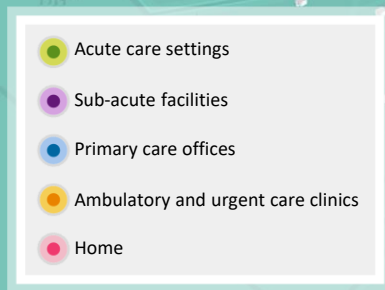 Acute care settings
Sub-acute facilities
Primary care offices
Ambulatory and urgent care clinics
Home